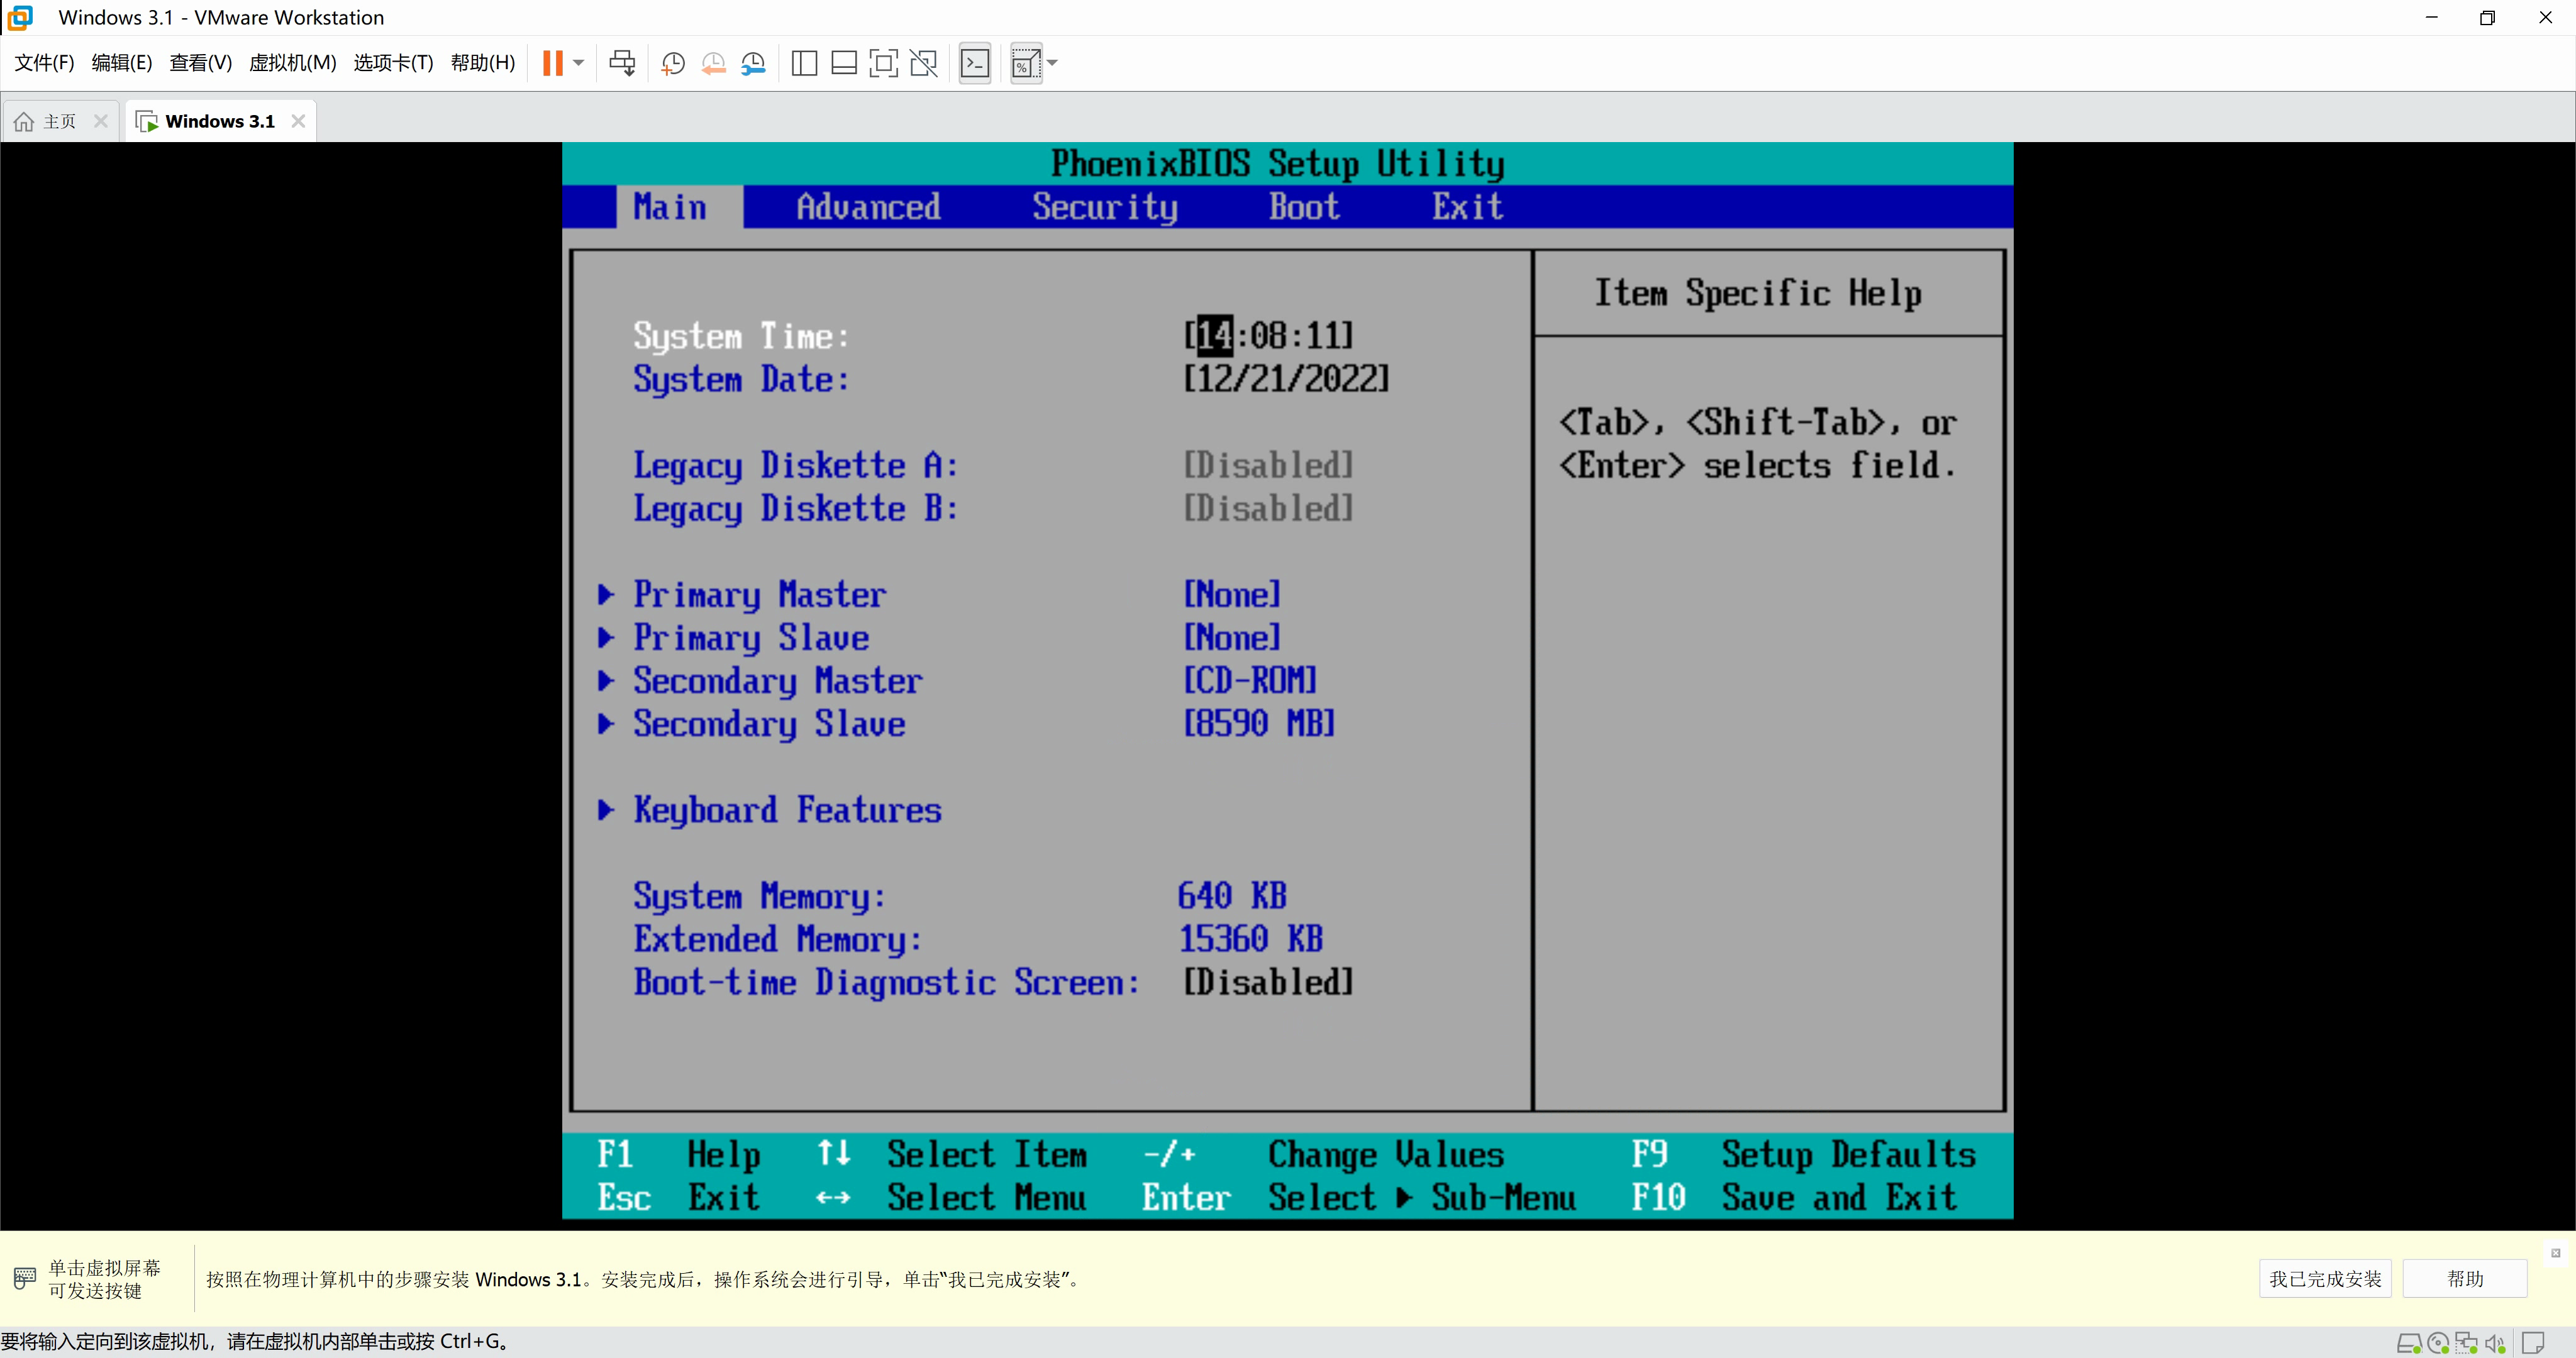 Windows 3.1 - VMware Workstation
文件(F) 编辑(E) 查看(V) 虚拟机(M) 选项卡(T) 帮助(H)
主页 Windows 3.1
PhoenixBIOS Setup Utility
Main Advanced Security Boot Exit
Item Specific Help
System Time: [14:08:11]
System Date: [12/21/2022]
<Tab>, <Shift-Tab>, or
<Enter> selects field.
Legacy Diskette A: [Disabled]
Legacy Diskette B: [Disabled]
Primary Master [None]
Primary Slave [None]
Secondary Master [CD-ROM]
Secondary Slave [8590 MB]
Keyboard Features
System Memory: 640 KB
Extended Memory: 15360 KB
Boot-time Diagnostic Screen: [Disabled]
F1 Help ↑↓ Select Item -/+ Change Values F9 Setup Defaults
Esc Exit ↔ Select Menu Enter Select ▶ Sub-Menu F10 Save and Exit
单击虚拟屏幕
可发送按键
按照在物理计算机中的步骤安装 Windows 3.1。安装完成后，操作系统会进行引导，单击“我已完成安装”。
我已完成安装 帮助
要将输入定向到该虚拟机，请在虚拟机内部单击或按 Ctrl+G。